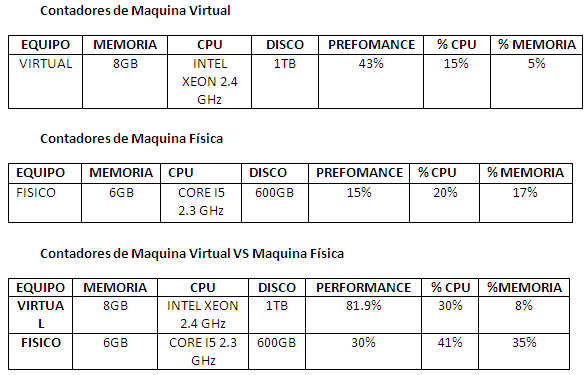 Contadores de Maquina Virtual
EQUIPO MEMORIA CPU DISCO PREFOMANCE % CPU % MEMORIA
VIRTUAL 8GB INTEL 1TB 43% 15% 5%
XEON 2.4
GHz
Contadores de Maquina Física
EQUIPO MEMORIA CPU DISCO PREFOMANCE % CPU % MEMORIA
FISICO 6GB CORE I5 600GB 15% 20% 17%
2.3 GHz
Contadores de Maquina Virtual VS Maquina Física
EQUIPO MEMORIA CPU DISCO PERFORMANCE % CPU %MEMORIA
VIRTUA 8GB INTEL XEON 1TB 81.9% 30% 8%
L 2.4 GHz
FISICO 6GB CORE I5 2.3 600GB 30% 41% 35%
GHz